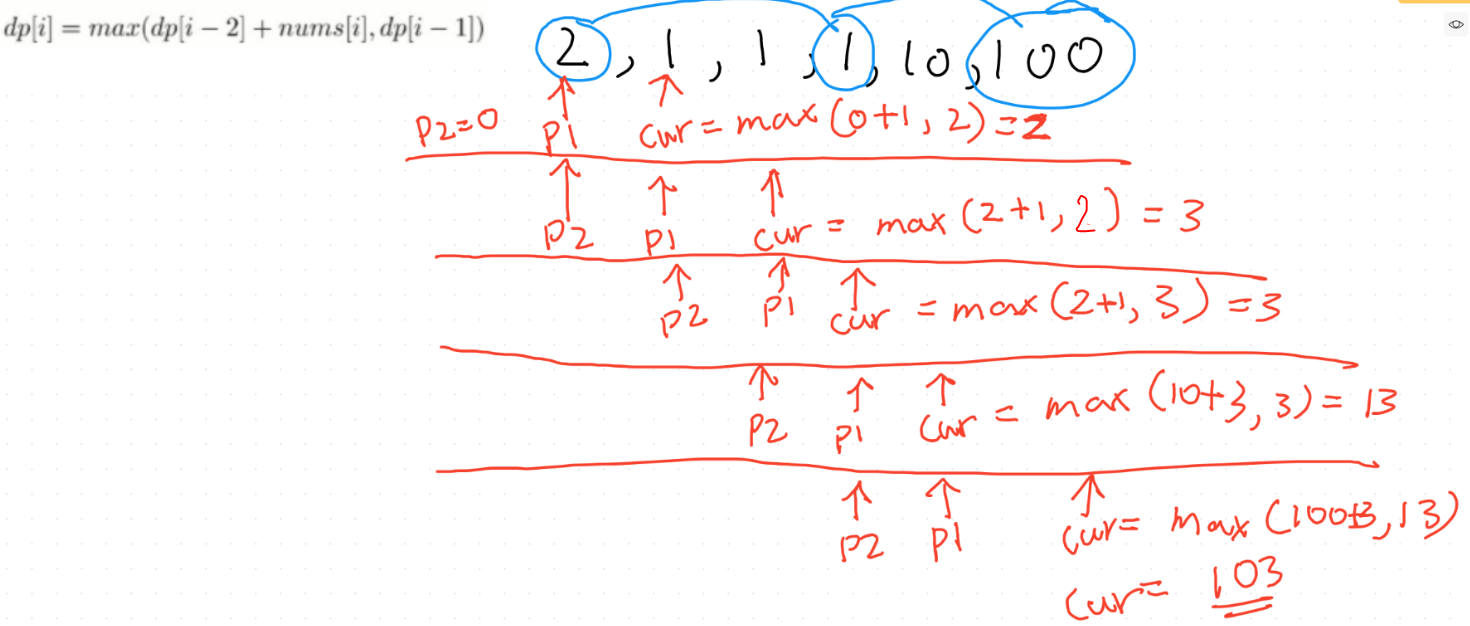 dp[i] = max(dp[i − 2] + nums[i], dp[i − 1])
2, 1, 1, 1, 10, 100
P2=0 P1 cur = max (0+1, 2) = 2
P2 P1 cur = max (2+1, 2) = 3
P2 P1 cur = max (2+1, 3) = 3
P2 P1 cur = max (10+3, 3) = 13
P2 P1 cur = max (100+3, 13)
cur = 103